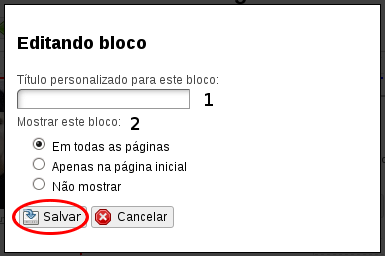 Editando bloco
Título personalizado para este bloco:
1
Mostrar este bloco: 2
Em todas as páginas
Apenas na página inicial
Não mostrar
Salvar Cancelar